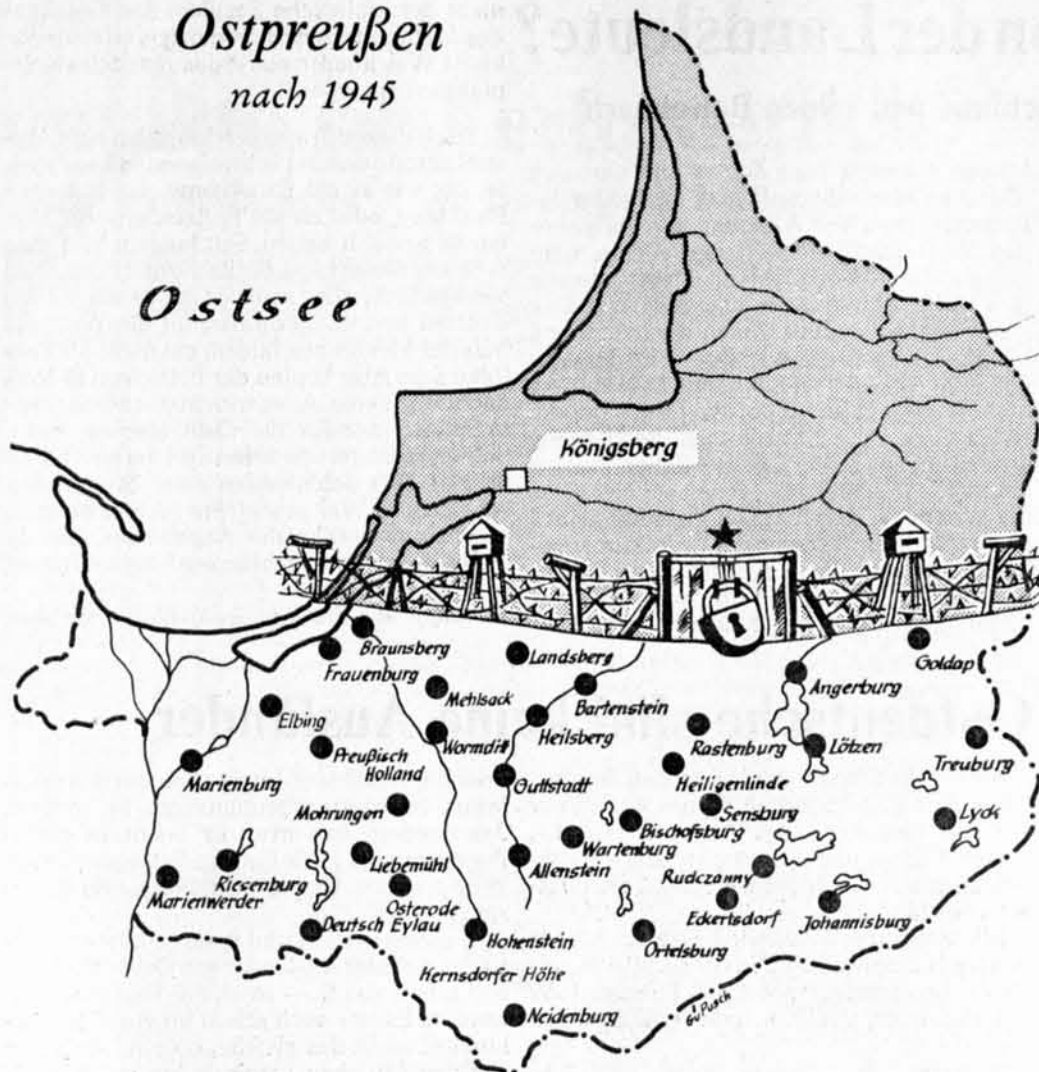 Ostpreußen
nach 1945
Ostsee
Königsberg
Braunsberg
Frauenburg
Landsberg
Goldap
Angerburg
Mehlsack
Bartenstein
Elbing
Heilsberg
Rastenburg
Lötzen
Wormdit
Preußisch
Holland
Treuburg
Marienburg
Guttstadt
Heiligenlinde
Sensburg
Mohrungen
Bischofsburg
Lyck
Wartenburg
Liebemühl
Allenstein
Riesenburg
Rudczanny
Marienwerder
Osterode
Eckertsdorf
Johannisburg
Deutsch Eylau
Hohenstein
Ortelsburg
Kernsdorfer Höhe
Neidenburg